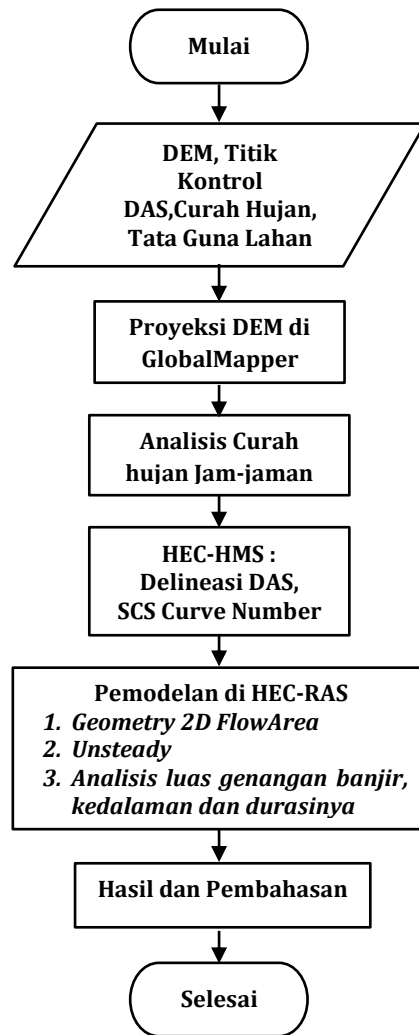 Mulai
DEM, Titik
Kontrol
DAS,Curah Hujan,
Tata Guna Lahan
Proyeksi DEM di
GlobalMapper
Analisis Curah
hujan Jam-jaman
HEC-HMS :
Delineasi DAS,
SCS Curve Number
Pemodelan di HEC-RAS
1. Geometry 2D FlowArea
2. Unsteady
3. Analisis luas genangan banjir,
kedalaman dan durasinya
Hasil dan Pembahasan
Selesai